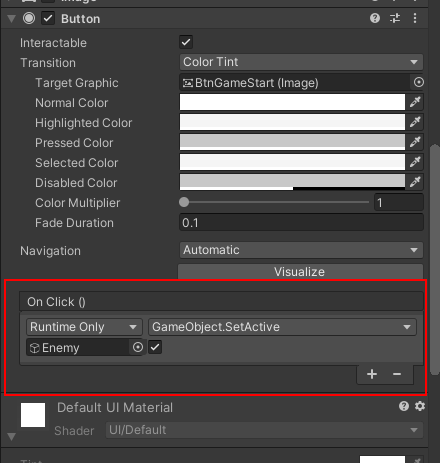 Image
Button
Interactable
Transition Color Tint
Target Graphic BtnGameStart (Image)
Normal Color
Highlighted Color
Pressed Color
Selected Color
Disabled Color
Color Multiplier 1
Fade Duration 0.1
Navigation Automatic
Visualize
On Click ()
Runtime Only GameObject.SetActive
Enemy
Default UI Material
Shader UI/Default